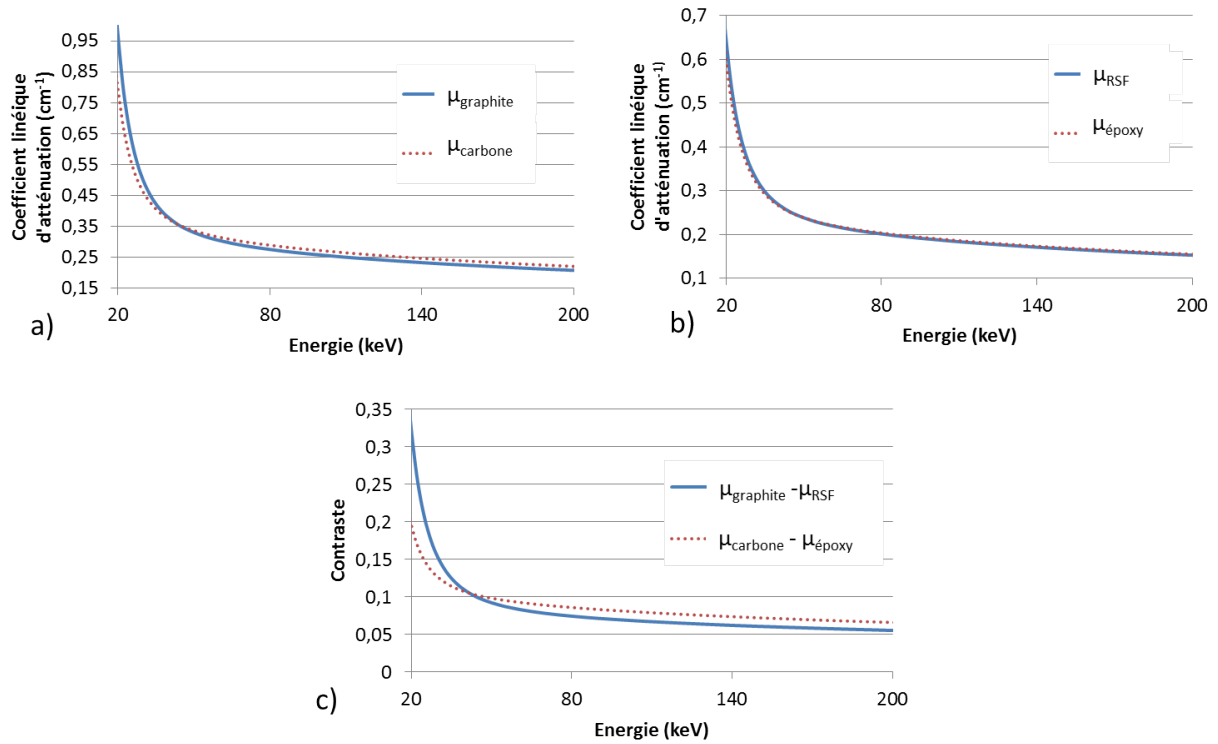 0,95
0,85
0,75
0,65
0,55
0,45
0,35
0,25
0,15
Coefficient linéique
d'atténuation (cm-1)
μgraphite
μcarbone
20
80
140
200
Energie (keV)
a)
0,7
0,6
0,5
0,4
0,3
0,2
0,1
Coefficient linéique
d'atténuation (cm-1)
μRSF
μépoxy
20
80
140
200
Energie (keV)
b)
0,35
0,3
0,25
0,2
0,15
0,1
0,05
0
Contraste
μgraphite -μRSF
μcarbone - μépoxy
20
80
140
200
Energie (keV)
c)